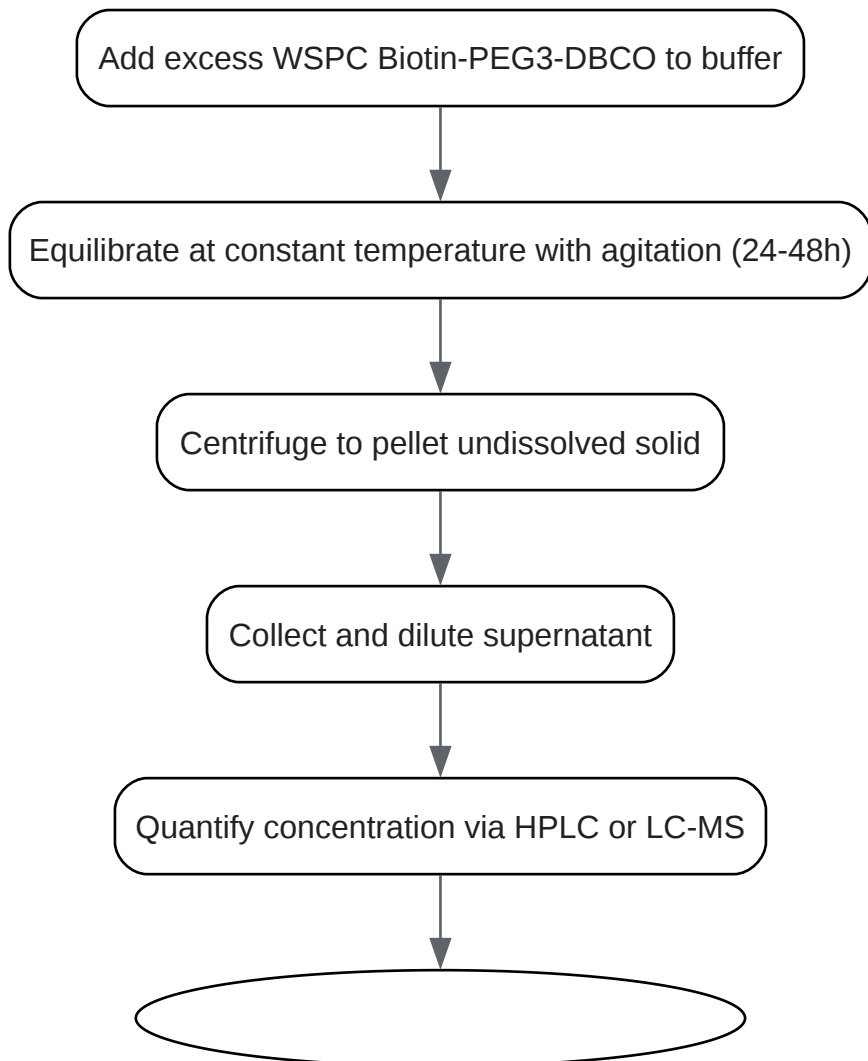 Add excess WSPC Biotin-PEG3-DBCO to buffer
Equilibrate at constant temperature with agitation (24-48h)
Centrifuge to pellet undissolved solid
Collect and dilute supernatant
Quantify concentration via HPLC or LC-MS